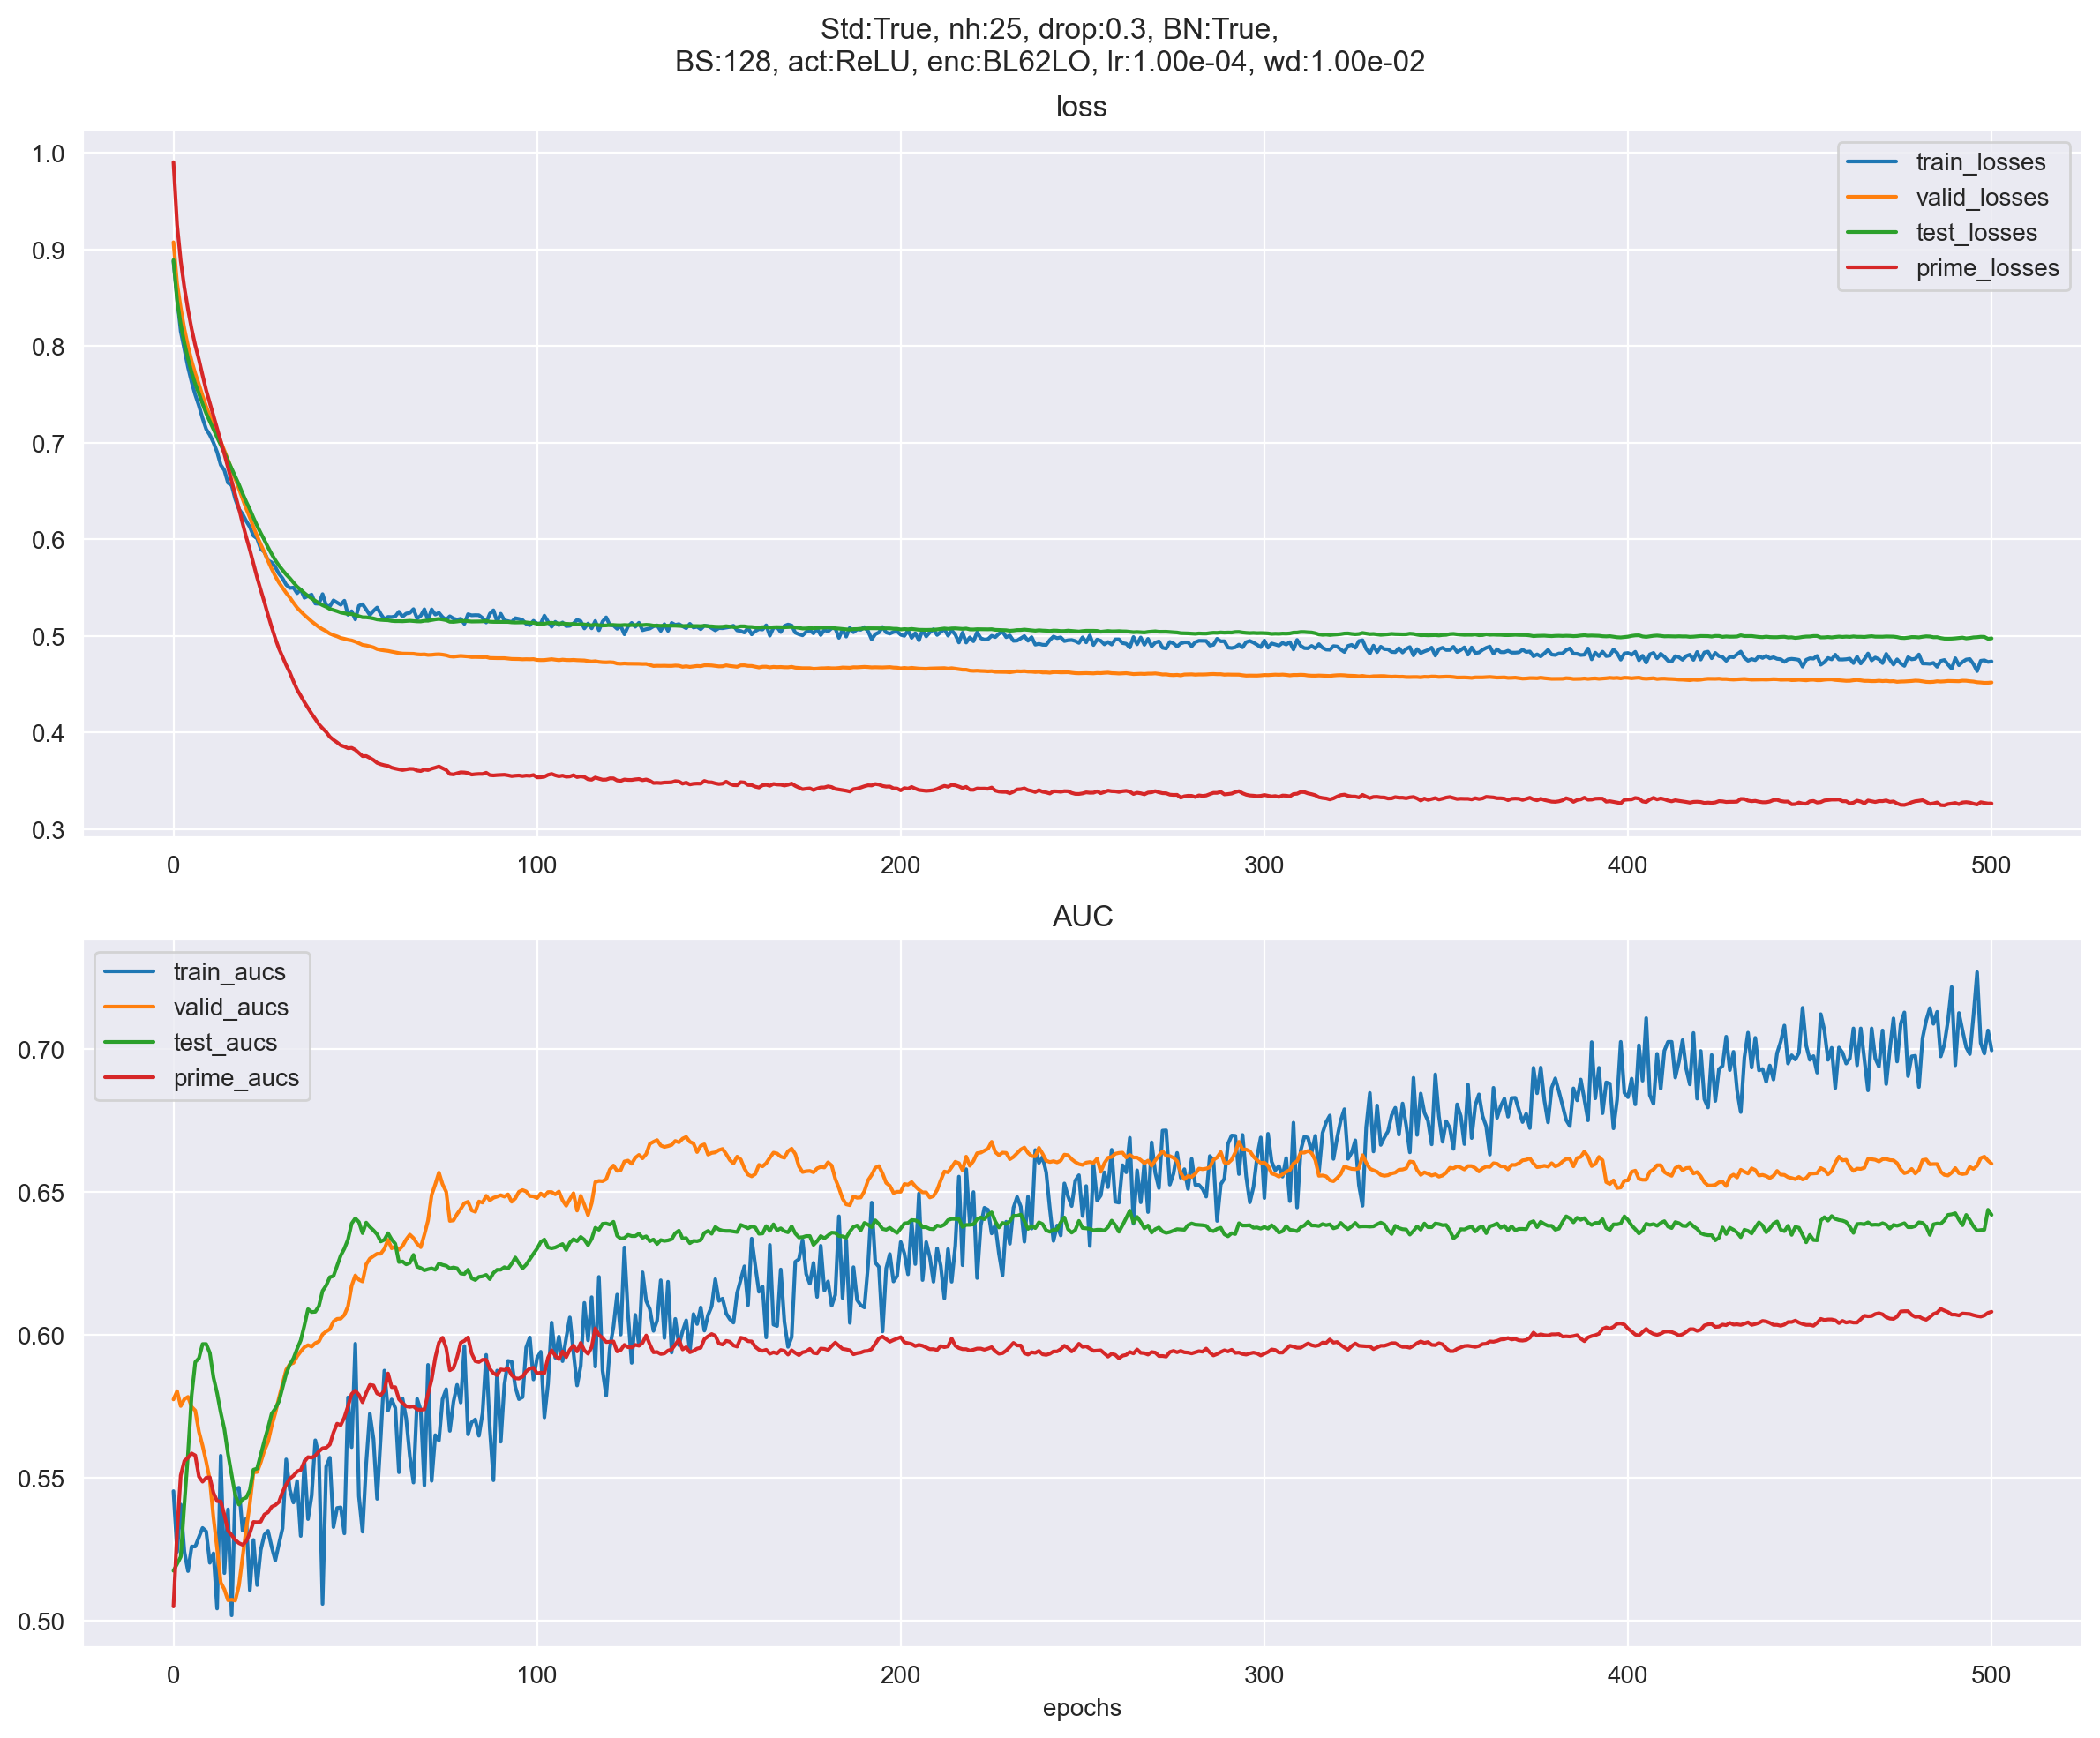 Std:True, nh:25, drop:0.3, BN:True,
BS:128, act:ReLU, enc:BL62LO, lr:1.00e-04, wd:1.00e-02
loss
1.0
0.9
0.8
0.7
0.6
0.5
0.4
0.3
train_losses
valid_losses
test_losses
prime_losses
0 100 200 300 400 500
AUC
train_aucs
valid_aucs
test_aucs
prime_aucs
0.70
0.65
0.60
0.55
0.50
0 100 200 300 400 500
epochs